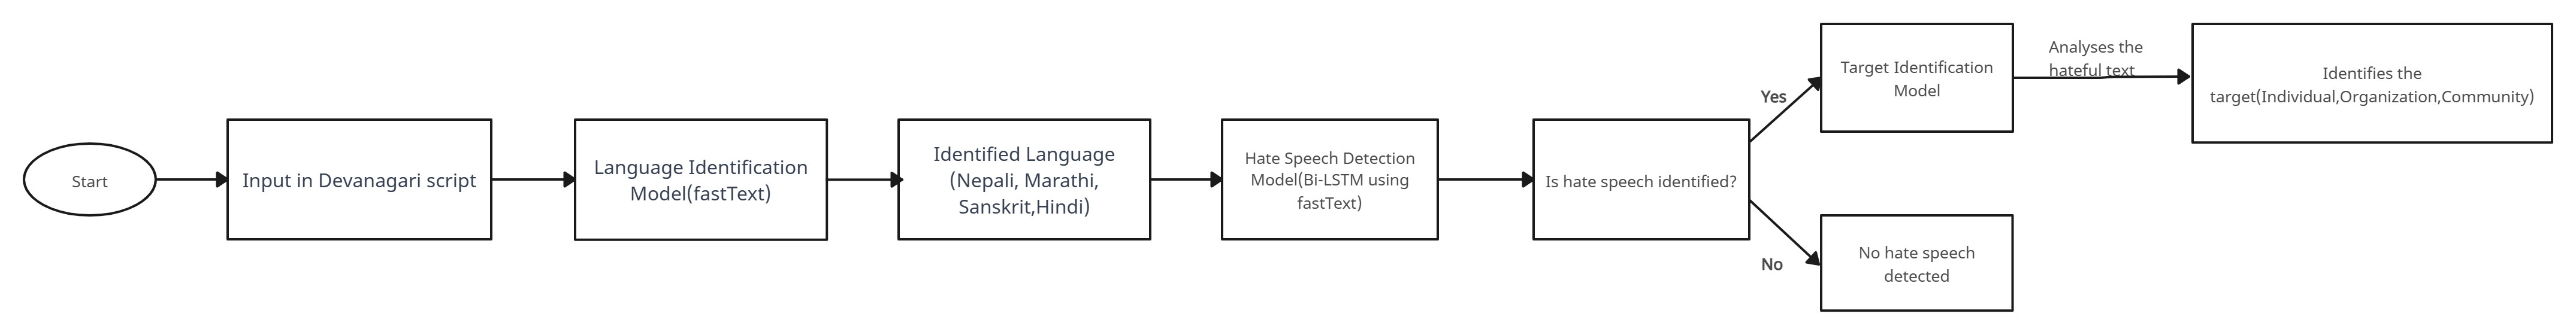 Start
Input in Devanagari script
Language Identification
Model(fastText)
Identified Language
(Nepali, Marathi,
Sanskrit,Hindi)
Hate Speech Detection
Model(Bi-LSTM using
fastText)
Is hate speech identified?
Yes
Target Identification
Model
Analyses the
hateful text
Identifies the
target(Individual,Organization,Community)
No
No hate speech
detected